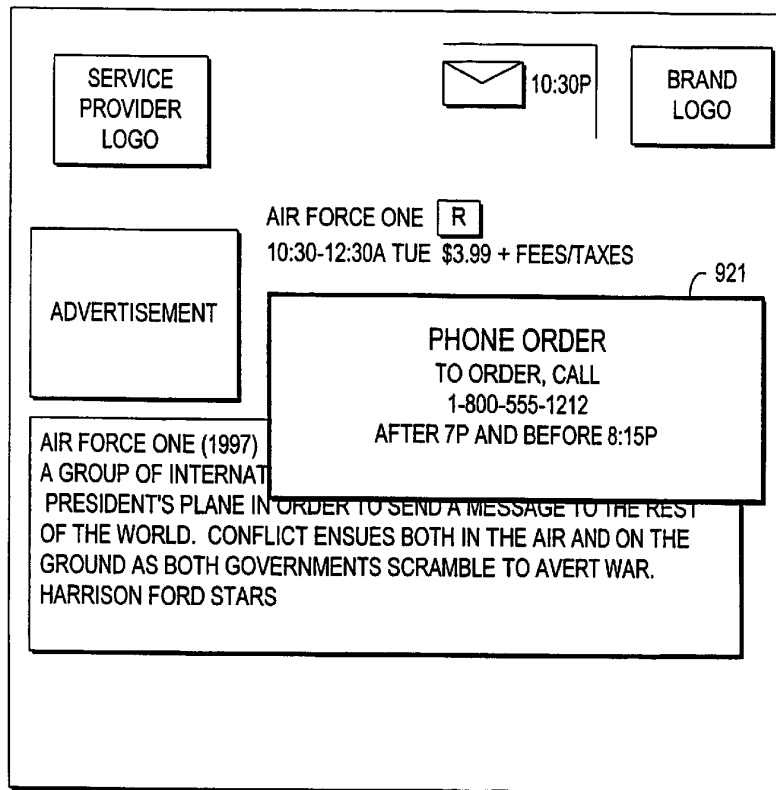 SERVICE
PROVIDER
LOGO
10:30P
BRAND
LOGO
AIR FORCE ONE R
10:30-12:30A TUE $3.99 + FEES/TAXES
921
ADVERTISEMENT
PHONE ORDER
TO ORDER, CALL
1-800-555-1212
AFTER 7P AND BEFORE 8:15P
AIR FORCE ONE (1997)
A GROUP OF INTERNAT
PRESIDENT'S PLANE IN ORDER TO SEND A MESSAGE TO THE REST
OF THE WORLD. CONFLICT ENSUES BOTH IN THE AIR AND ON THE
GROUND AS BOTH GOVERNMENTS SCRAMBLE TO AVERT WAR.
HARRISON FORD STARS